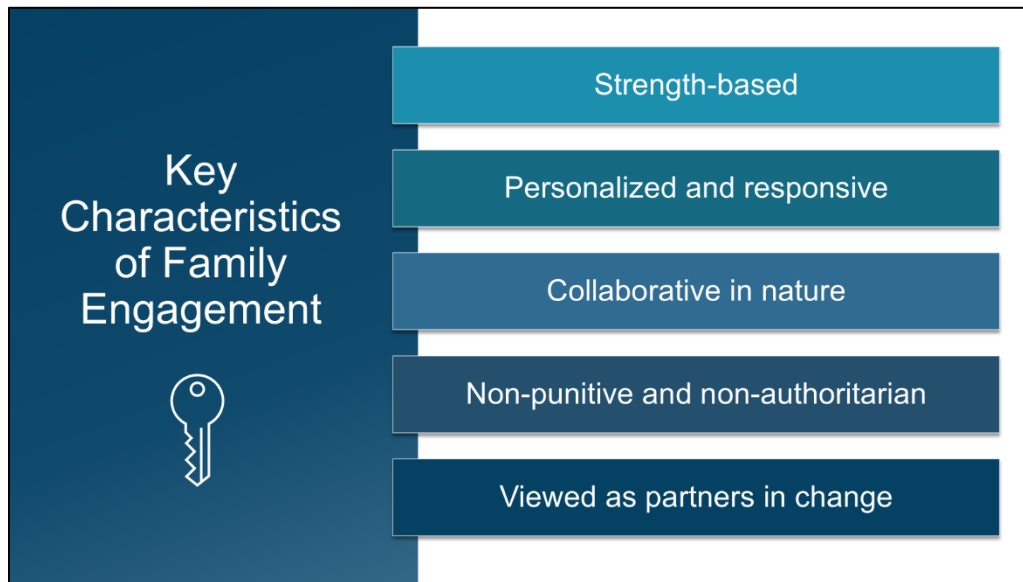 Key
Characteristics
of Family
Engagement
Strength-based
Personalized and responsive
Collaborative in nature
Non-punitive and non-authoritarian
Viewed as partners in change